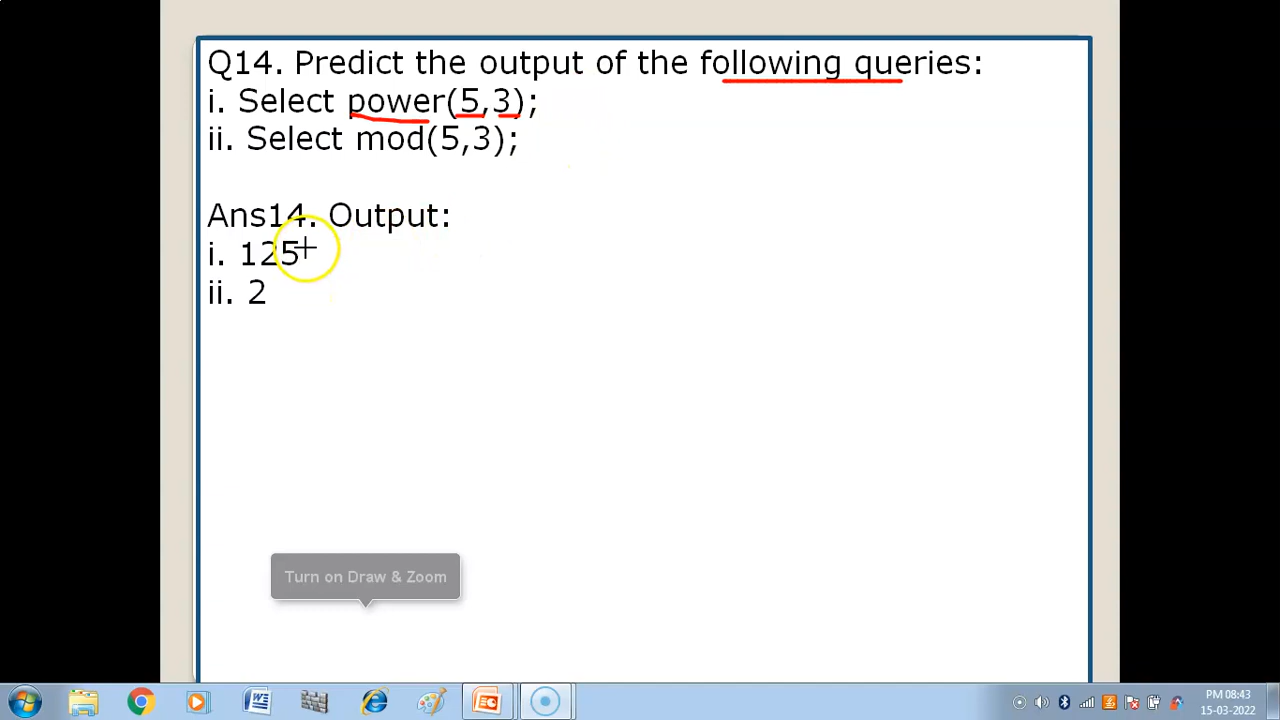 Q14. Predict the output of the following queries:
i. Select power(5,3);
ii. Select mod(5,3);
Ans14. Output:
i. 125
ii. 2
Turn on Draw & Zoom
PM 08:43
15-03-2022